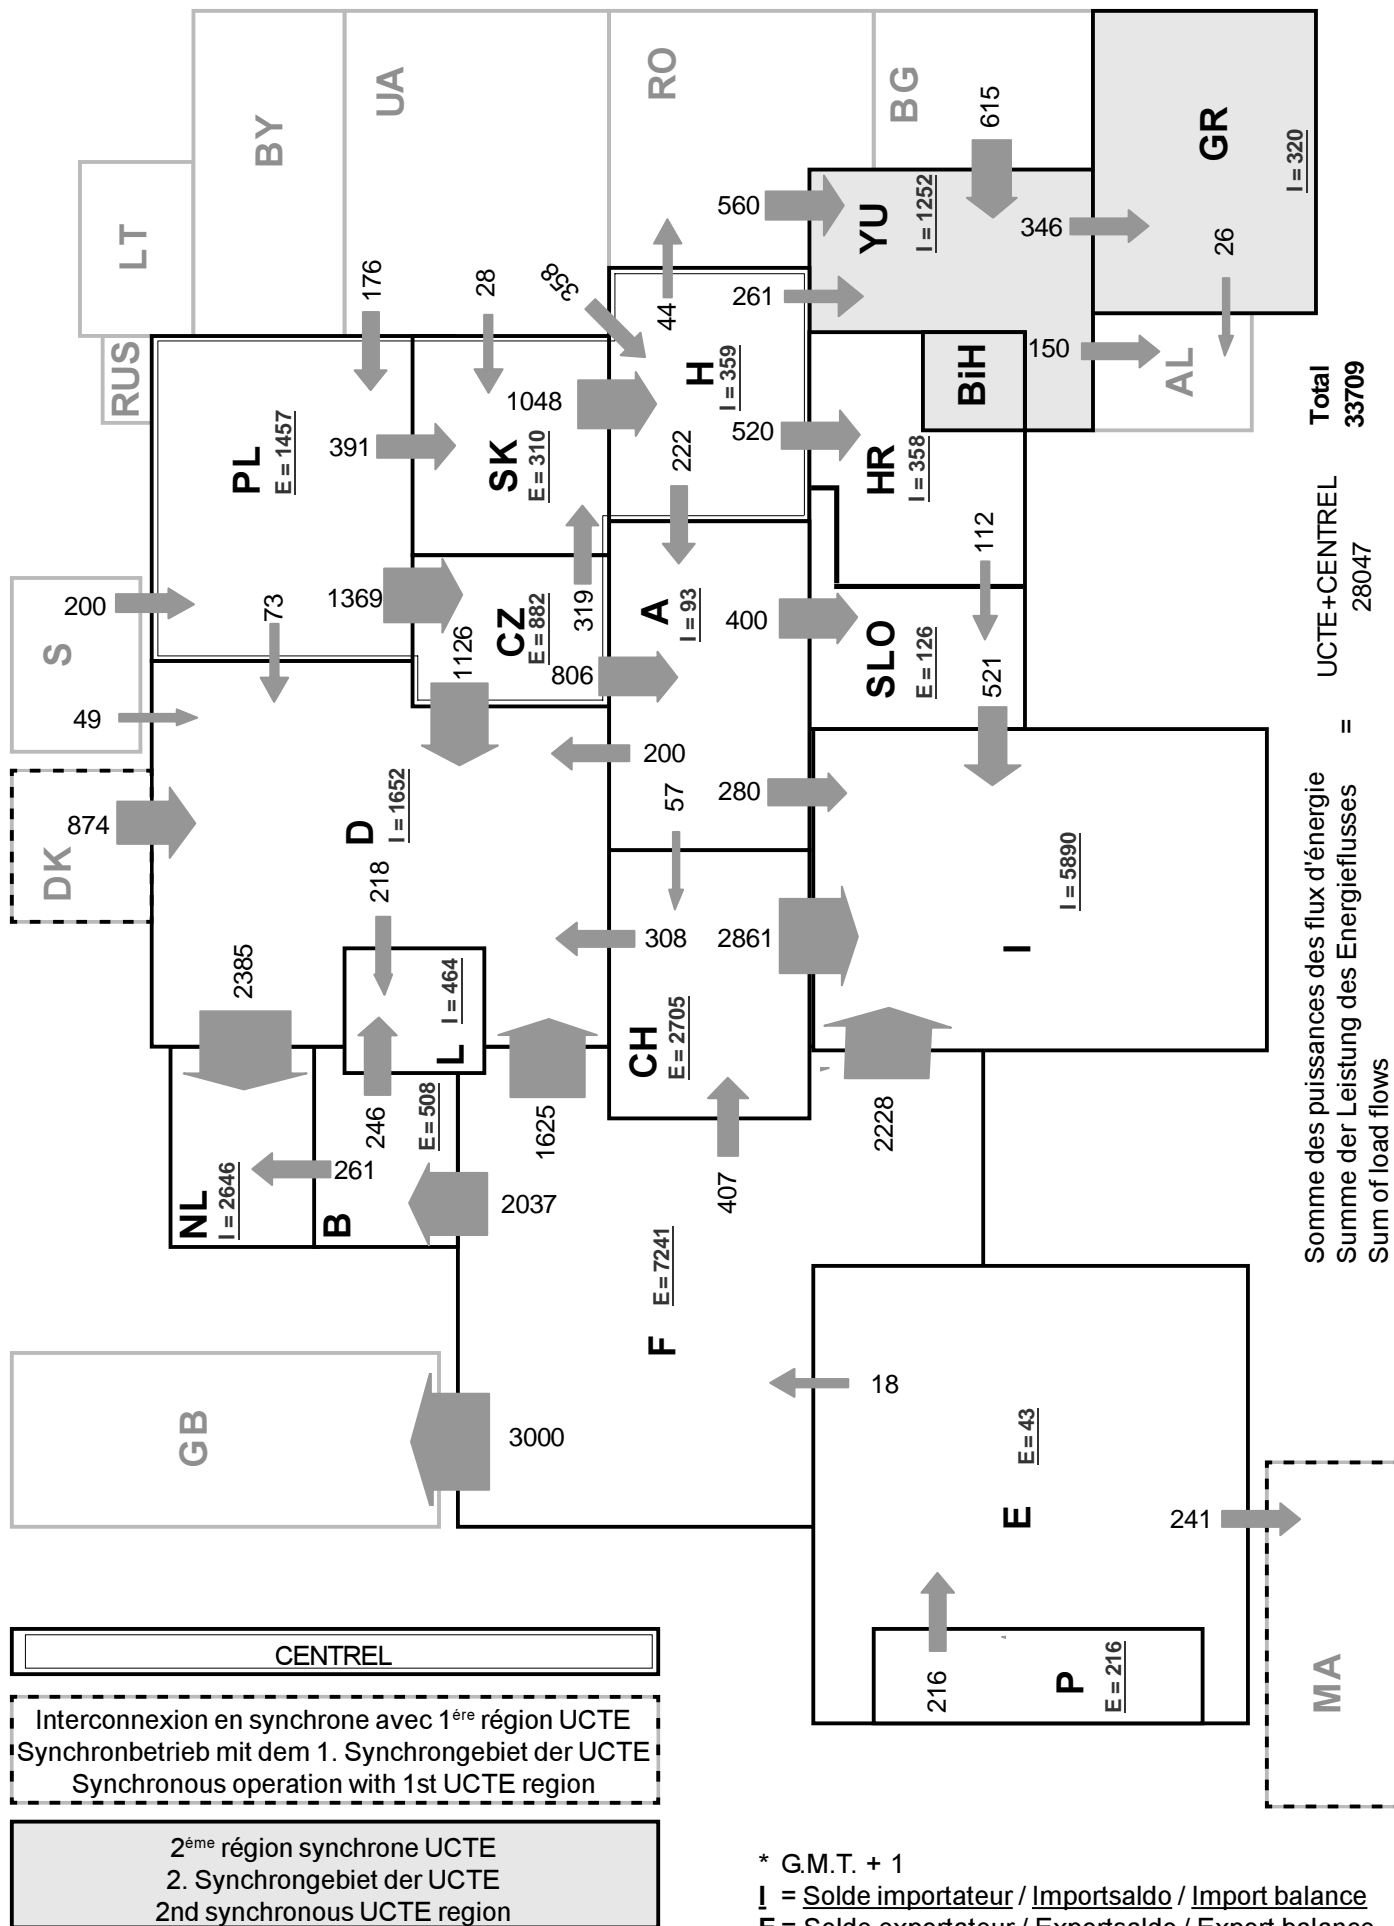 LT
BY
UA
RO
BG
RUS
176
28
358
44
560
615
GR
I = 320
YU
I = 1252
346
26
261
PL
E = 1457
391
SK
E = 310
1048
H
I = 359
222
520
BiH
150
AL
HR
I = 358
Total
33709
S
200
73
1369
CZ
E = 882
319
A
I = 93
400
112
UCTE+CENTREL
28047
49
1126
806
SLO
E = 126
521
DK
874
D
I = 1652
200
57
280
=
218
308
2861
I
I = 5890
2385
L
I = 464
CH
E = 2705
NL
I = 2646
261
246
E = 508
B
1625
2037
407
2228
Somme des puissances des flux d'énergie
Summe der Leistung des Energieflusses
Sum of load flows
F
E = 7241
GB
3000
18
E
E = 43
241
216
P
E = 216
MA
CENTREL
Interconnexion en synchrone avec 1ére région UCTE
Synchronbetrieb mit dem 1. Synchrongebiet der UCTE
Synchronous operation with 1st UCTE region
2éme région synchrone UCTE
2. Synchrongebiet der UCTE
2nd synchronous UCTE region
* G.M.T. + 1
I = Solde importateur / Importsaldo / Import balance
E = Solde exportateur / Exportsaldo / Export balance